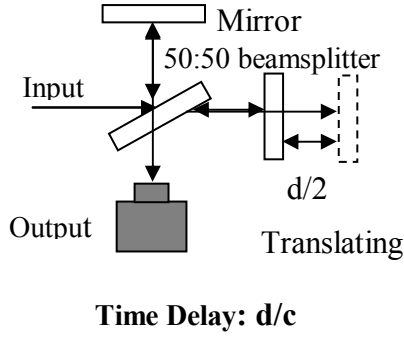 Mirror
50:50 beamsplitter
Input
d/2
Output
Translating
Time Delay: d/c